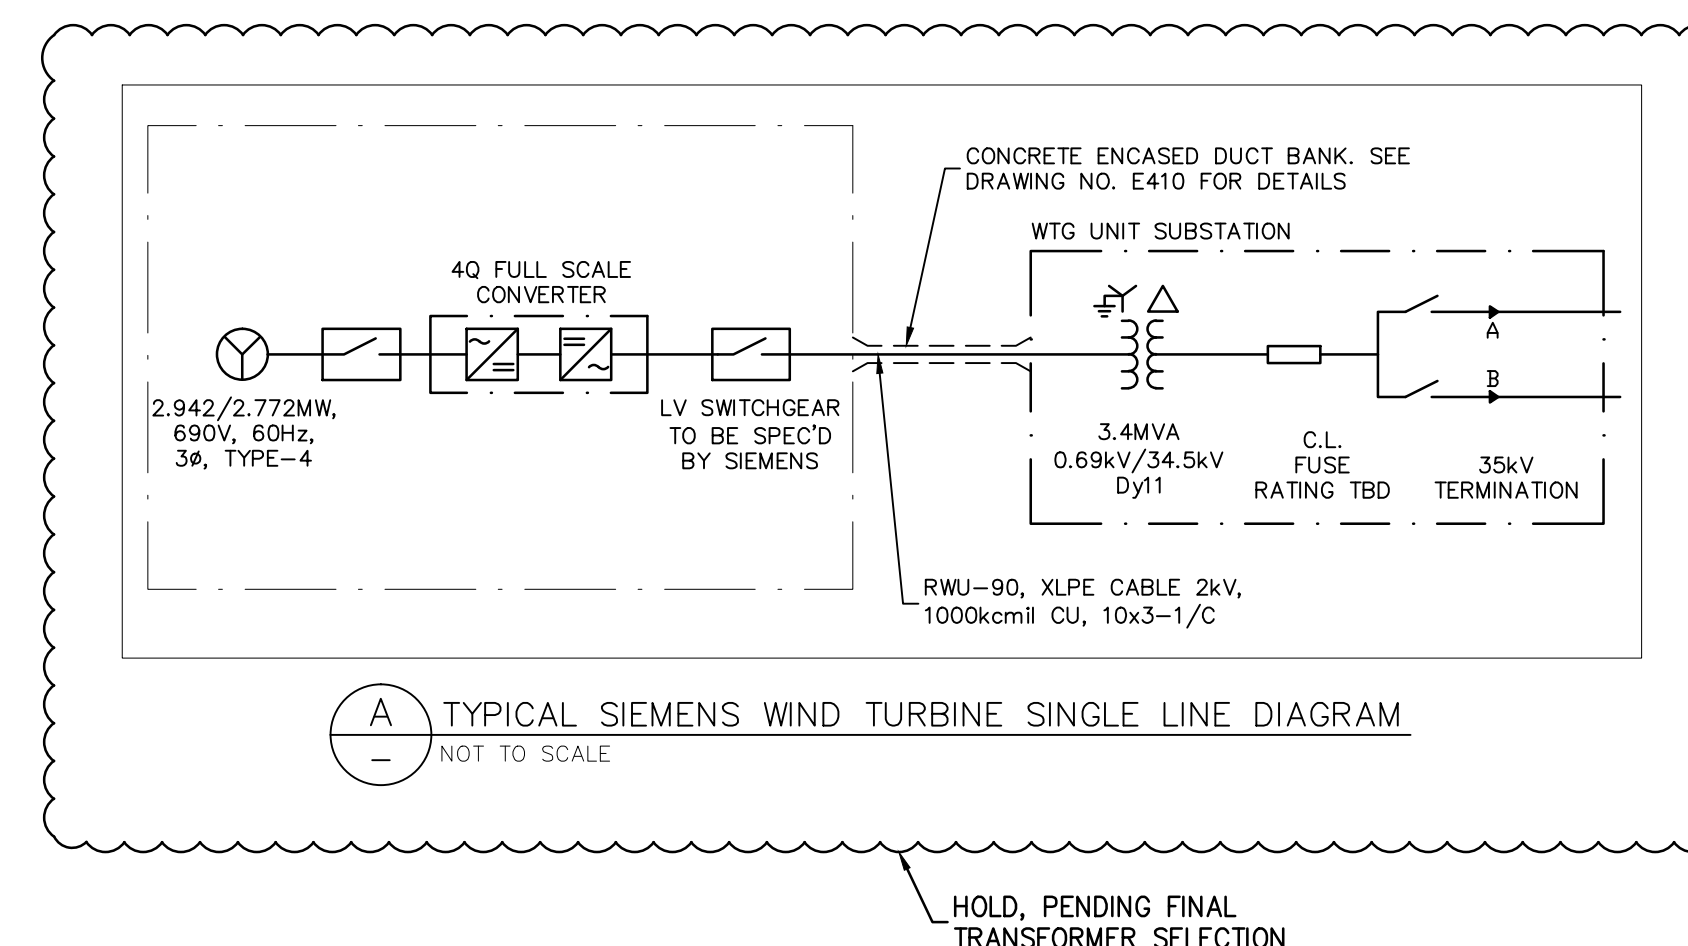 CONCRETE ENCASED DUCT BANK. SEE
DRAWING NO. E410 FOR DETAILS
WTG UNIT SUBSTATION
4Q FULL SCALE
CONVERTER
A
B
2.942/2.772MW,
690V, 60Hz,
3ø, TYPE-4
LV SWITCHGEAR
TO BE SPEC'D
BY SIEMENS
3.4MVA
0.69kV/34.5kV
Dy11
C.L.
FUSE
RATING TBD
35kV
TERMINATION
RWU-90, XLPE CABLE 2kV,
1000kcmil CU, 10x3-1/C
A
–
TYPICAL SIEMENS WIND TURBINE SINGLE LINE DIAGRAM
NOT TO SCALE
HOLD, PENDING FINAL
TRANSFORMER SELECTION